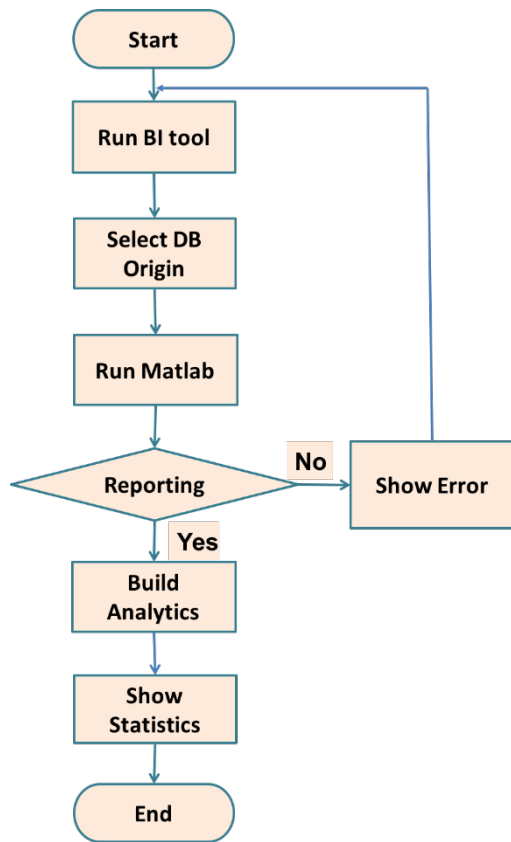 Start
Run BI tool
Select DB
Origin
Run Matlab
Reporting
No
Show Error
Yes
Build
Analytics
Show
Statistics
End